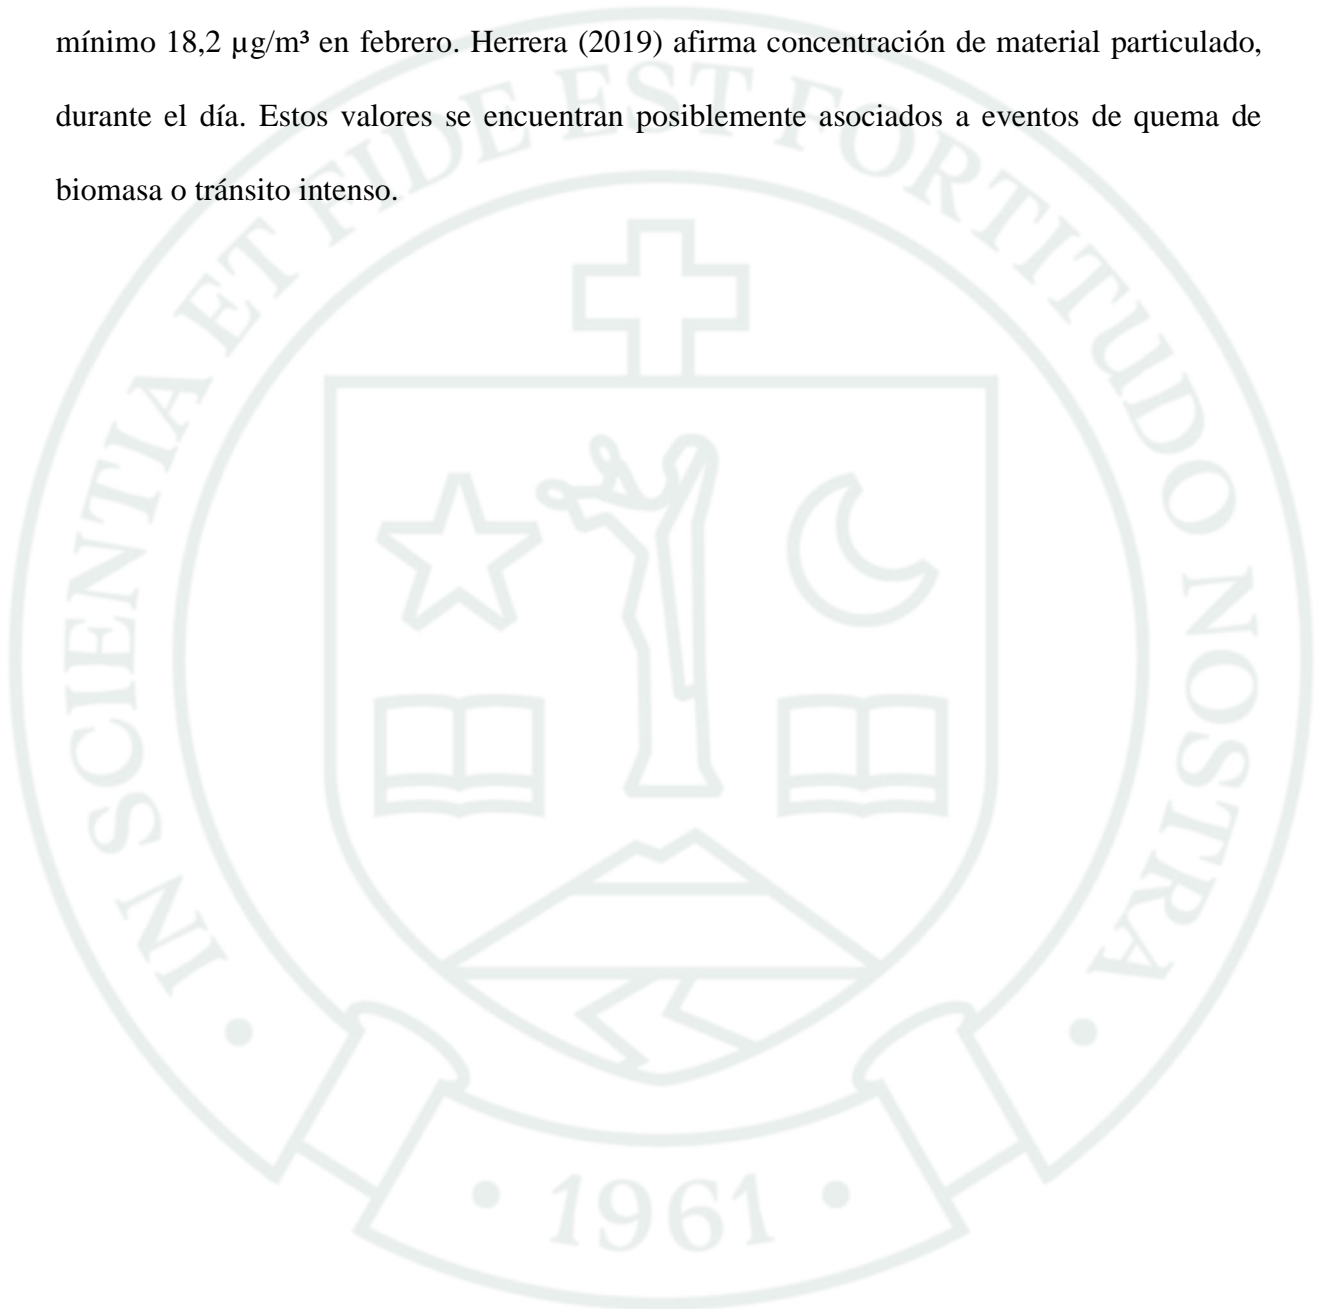 mínimo 18,2 µg/m³ en febrero. Herrera (2019) afirma concentración de material particulado,
durante el día. Estos valores se encuentran posiblemente asociados a eventos de quema de
biomasa o tránsito intenso.
IN SCIENTIA ET FIDE EST FORTITUDO NOSTRA
• 1961 •